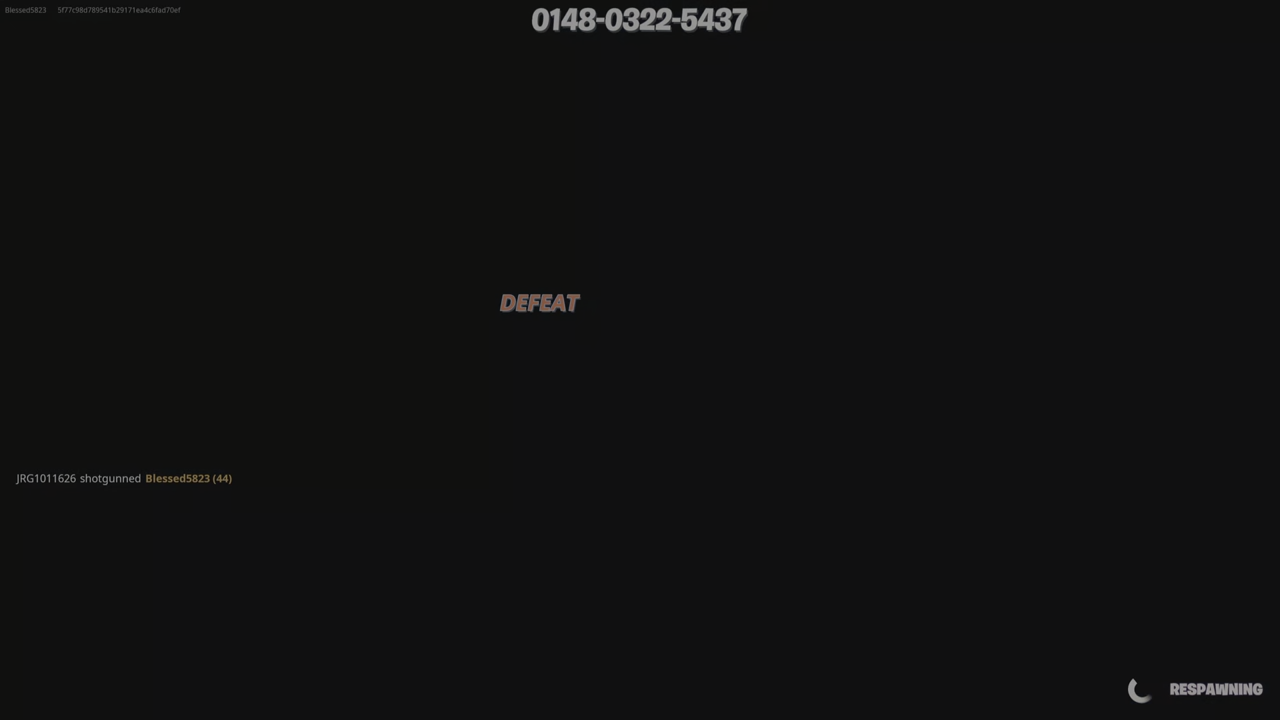 Blessed5823 5f77c98d789541b29171ea4c6fad70ef
0148-0322-5437
DEFEAT
JRG1011626 shotgunned Blessed5823 (44)
RESPAWNING